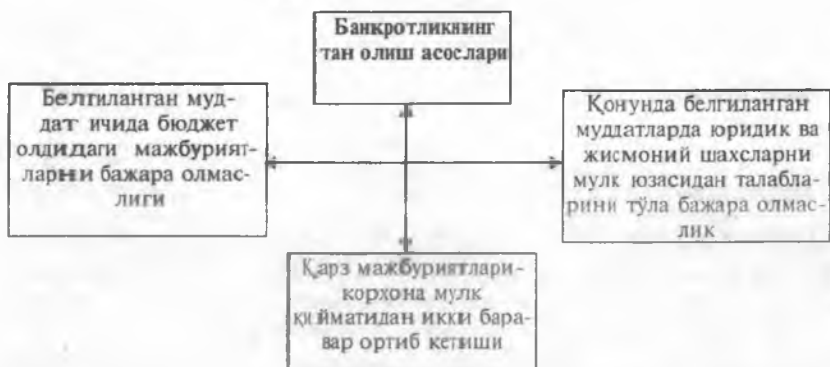 Банкротликнинг
тан олиш асослари
Белгиланган муд-
дат ичида бюджет
олдидаги мажбурият-
ларни бажара олмас-
лиги
Қонунда белгиланган
муддатларда юридик ва
жисмоний шахсларни
мулк юзасидан талабла-
рини тўла бажара олмас-
лик
Қарз мажбуриятлари-
корхона мулк
қийматидан икки бара-
вар ортиб кетиши